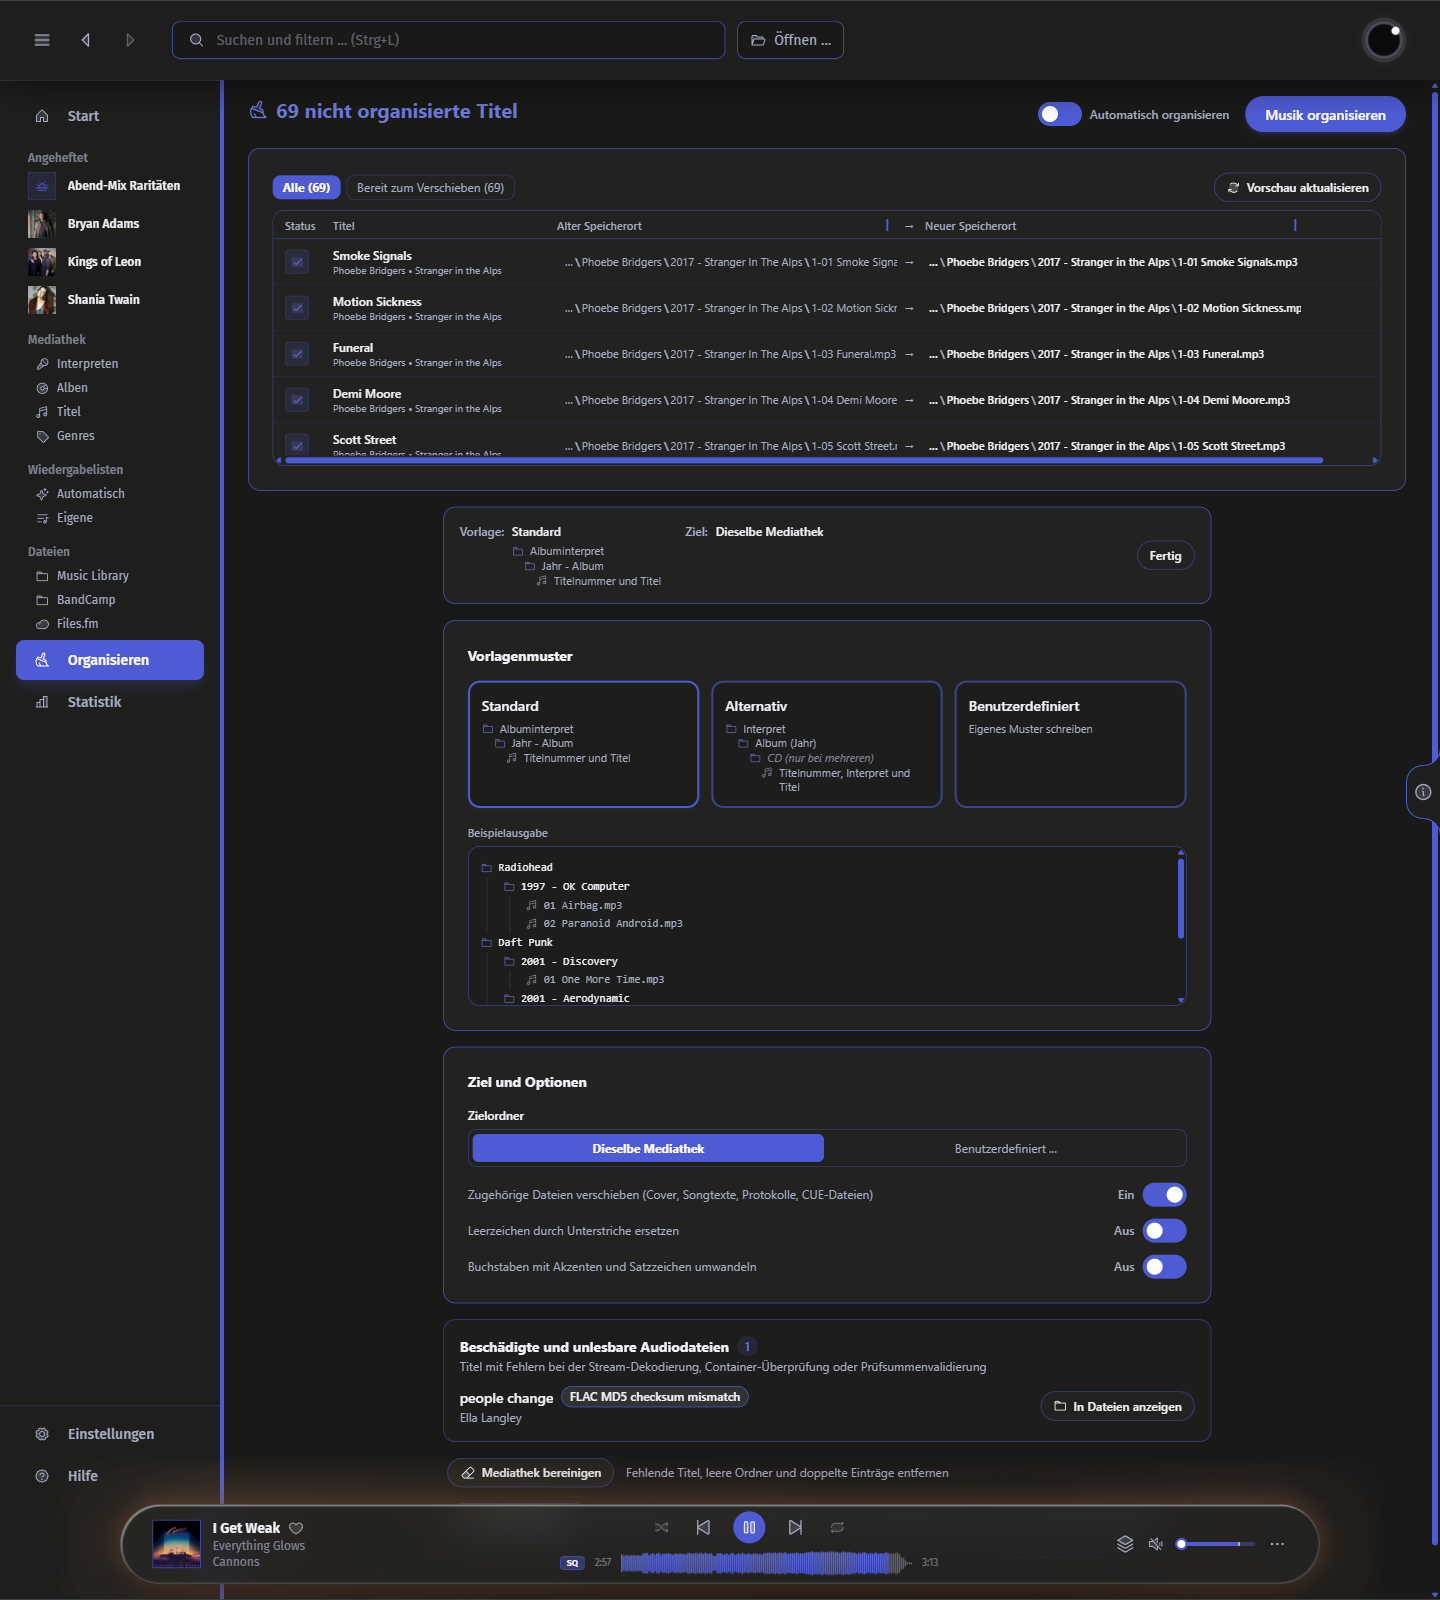 Suchen und filtern ... (Strg+L)
Öffnen ...
Start
Angeheftet
Abend-Mix Raritäten
Bryan Adams
Kings of Leon
Shania Twain
Mediathek
Interpreten
Alben
Titel
Genres
Wiedergabelisten
Automatisch
Eigene
Dateien
Music Library
BandCamp
Files.fm
Organisieren
Statistik
Einstellungen
Hilfe
69 nicht organisierte Titel
Automatisch organisieren
Musik organisieren
Alle (69)
Bereit zum Verschieben (69)
Vorschau aktualisieren
Status Titel Alter Speicherort → Neuer Speicherort
Smoke Signals
Phoebe Bridgers • Stranger in the Alps
...\Phoebe Bridgers\2017 - Stranger In The Alps\1-01 Smoke Signa → ...\Phoebe Bridgers\2017 - Stranger in the Alps\1-01 Smoke Signals.mp3
Motion Sickness
Phoebe Bridgers • Stranger in the Alps
...\Phoebe Bridgers\2017 - Stranger In The Alps\1-02 Motion Sickr → ...\Phoebe Bridgers\2017 - Stranger in the Alps\1-02 Motion Sickness.mp
Funeral
Phoebe Bridgers • Stranger in the Alps
...\Phoebe Bridgers\2017 - Stranger In The Alps\1-03 Funeral.mp3 → ...\Phoebe Bridgers\2017 - Stranger in the Alps\1-03 Funeral.mp3
Demi Moore
Phoebe Bridgers • Stranger in the Alps
...\Phoebe Bridgers\2017 - Stranger In The Alps\1-04 Demi Moore → ...\Phoebe Bridgers\2017 - Stranger in the Alps\1-04 Demi Moore.mp3
Scott Street
Phoebe Bridgers • Stranger in the Alps
...\Phoebe Bridgers\2017 - Stranger In The Alps\1-05 Scott Street.r → ...\Phoebe Bridgers\2017 - Stranger in the Alps\1-05 Scott Street.mp3
Vorlage: Standard
Albuminterpret
Jahr - Album
Titelnummer und Titel
Ziel: Dieselbe Mediathek
Fertig
Vorlagenmuster
Standard
Albuminterpret
Jahr - Album
Titelnummer und Titel
Alternativ
Interpret
Album (Jahr)
CD (nur bei mehreren)
Titelnummer, Interpret und
Titel
Benutzerdefiniert
Eigenes Muster schreiben
Beispielausgabe
Radiohead
1997 - OK Computer
01 Airbag.mp3
02 Paranoid Android.mp3
Daft Punk
2001 - Discovery
01 One More Time.mp3
2001 - Aerodynamic
Ziel und Optionen
Zielordner
Dieselbe Mediathek
Benutzerdefiniert ...
Zugehörige Dateien verschieben (Cover, Songtexte, Protokolle, CUE-Dateien) Ein
Leerzeichen durch Unterstriche ersetzen Aus
Buchstaben mit Akzenten und Satzzeichen umwandeln Aus
Beschädigte und unlesbare Audiodateien 1
Titel mit Fehlern bei der Stream-Dekodierung, Container-Überprüfung oder Prüfsummenvalidierung
people change FLAC MD5 checksum mismatch
Ella Langley
In Dateien anzeigen
Mediathek bereinigen
Fehlende Titel, leere Ordner und doppelte Einträge entfernen
I Get Weak
Everything Glows
Cannons
SQ 2:57 3:13